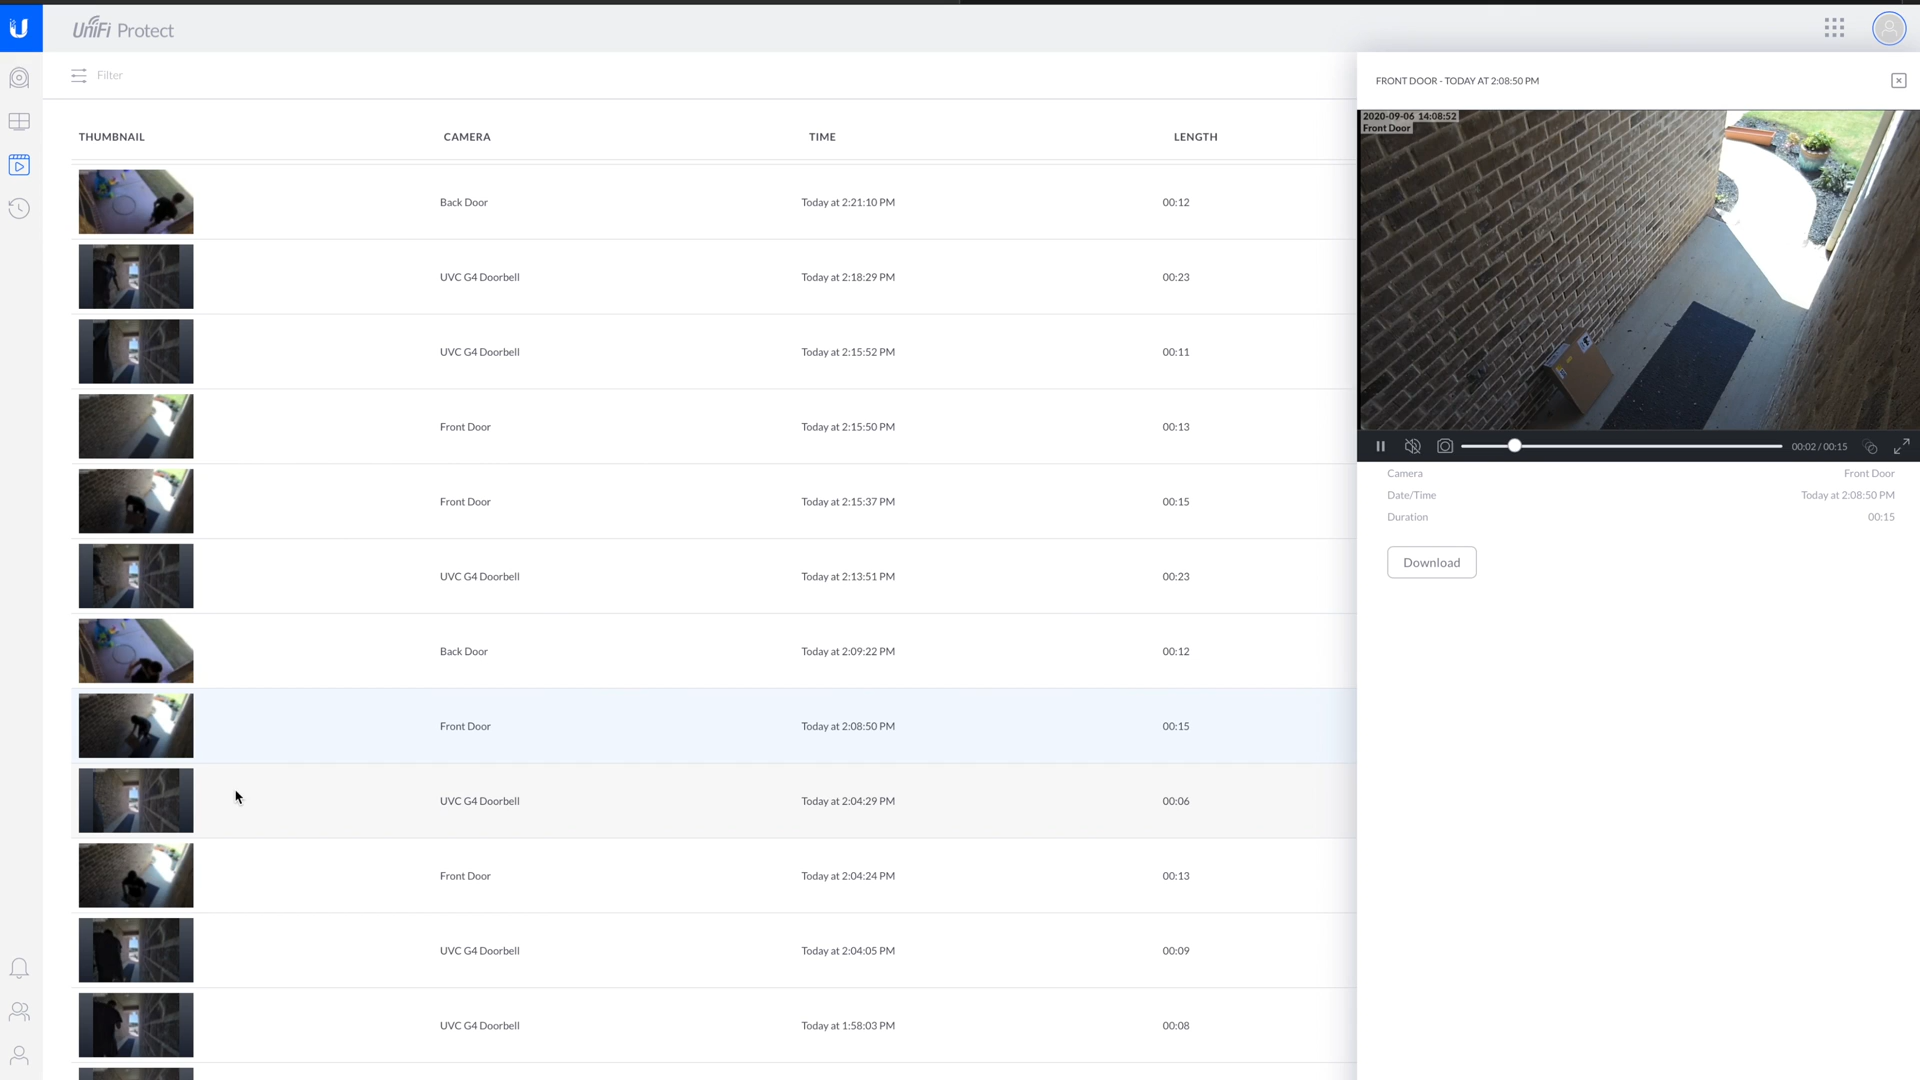 UniFi Protect
Filter
THUMBNAIL CAMERA TIME LENGTH
Back Door Today at 2:21:10 PM 00:12
UVC G4 Doorbell Today at 2:18:29 PM 00:23
UVC G4 Doorbell Today at 2:15:52 PM 00:11
Front Door Today at 2:15:50 PM 00:13
Front Door Today at 2:15:37 PM 00:15
UVC G4 Doorbell Today at 2:13:51 PM 00:23
Back Door Today at 2:09:22 PM 00:12
Front Door Today at 2:08:50 PM 00:15
UVC G4 Doorbell Today at 2:04:29 PM 00:06
Front Door Today at 2:04:24 PM 00:13
UVC G4 Doorbell Today at 2:04:05 PM 00:09
UVC G4 Doorbell Today at 1:58:03 PM 00:08
FRONT DOOR - TODAY AT 2:08:50 PM
2020-09-06 14:08:52
Front Door
00:02 / 00:15
Camera Front Door
Date/Time Today at 2:08:50 PM
Duration 00:15
Download